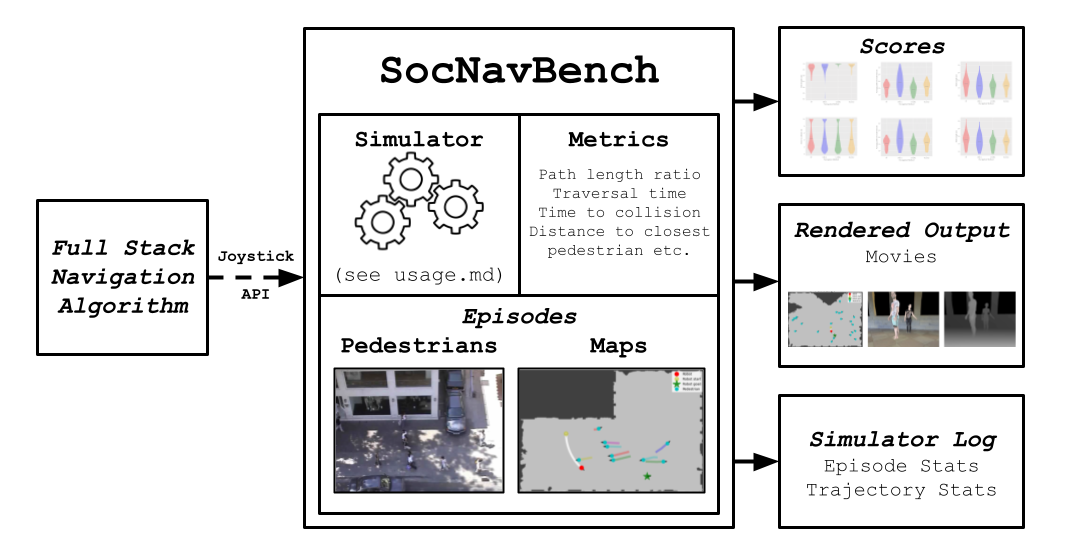 Full Stack
Navigation
Algorithm
Joystick
API
SocNavBench
Simulator
(see usage.md)
Metrics
Path length ratio
Traversal time
Time to collision
Distance to closest
pedestrian etc.
Episodes
Pedestrians
Maps
Scores
Rendered Output
Movies
Simulator Log
Episode Stats
Trajectory Stats